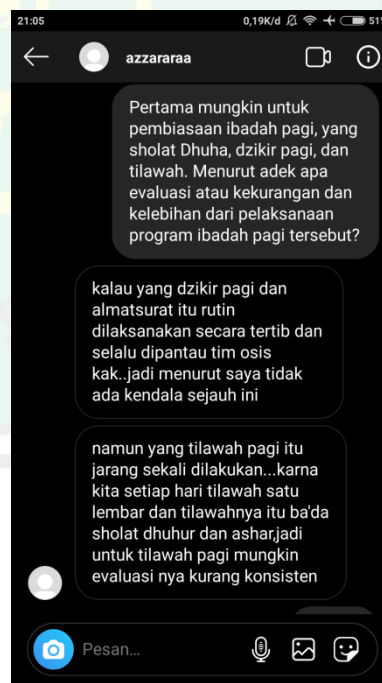 21:05
0,19K/d
51%
azzararaa
Pertama mungkin untuk
pembiasaan ibadah pagi, yang
sholat Dhuha, dzikir pagi, dan
tilawah. Menurut adek apa
evaluasi atau kekurangan dan
kelebihan dari pelaksanaan
program ibadah pagi tersebut?
kalau yang dzikir pagi dan
almatsurat itu rutin
dilaksanakan secara tertib dan
selalu dipantau tim osis
kak..jadi menurut saya tidak
ada kendala sejauh ini
namun yang tilawah pagi itu
jarang sekali dilakukan...karna
kita setiap hari tilawah satu
lembar dan tilawahnya itu ba'da
sholat dhuhur dan ashar,jadi
untuk tilawah pagi mungkin
evaluasi nya kurang konsisten
Pesan...